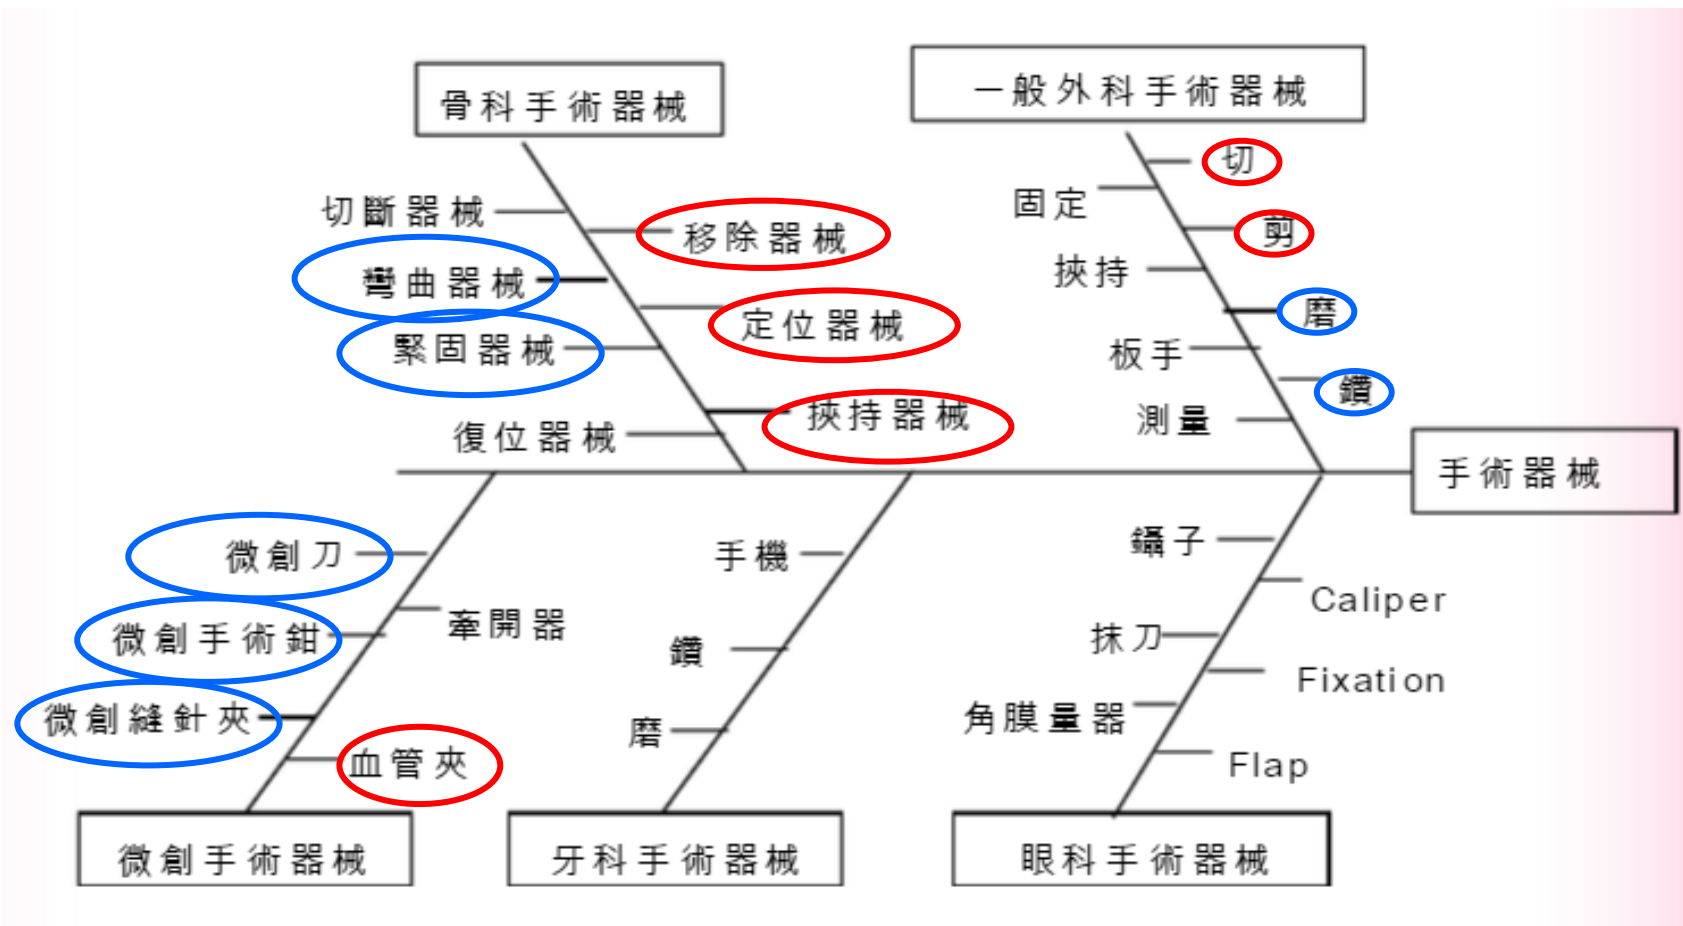 骨科手術器械
一般外科手術器械
切斷器械
移除器械
彎曲器械
定位器械
緊固器械
挾持器械
復位器械
切
固定
剪
挾持
磨
板手
鑽
測量
手術器械
微創刀
牽開器
微創手術鉗
微創縫針夾
血管夾
手機
鑽
磨
鑷子
Caliper
抹刀
Fixation
角膜量器
Flap
微創手術器械
牙科手術器械
眼科手術器械